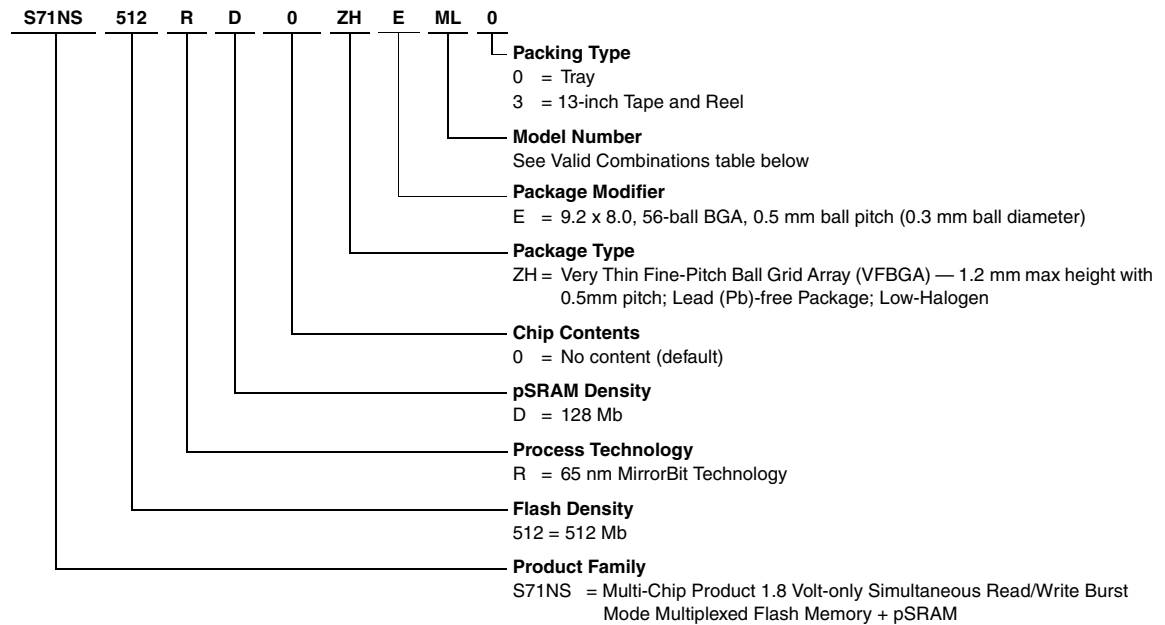 S71NS 512 R D 0 ZH E ML 0
Packing Type
0 = Tray
3 = 13-inch Tape and Reel
Model Number
See Valid Combinations table below
Package Modifier
E = 9.2 x 8.0, 56-ball BGA, 0.5 mm ball pitch (0.3 mm ball diameter)
Package Type
ZH = Very Thin Fine-Pitch Ball Grid Array (VFBGA) — 1.2 mm max height with
0.5mm pitch; Lead (Pb)-free Package; Low-Halogen
Chip Contents
0 = No content (default)
pSRAM Density
D = 128 Mb
Process Technology
R = 65 nm MirrorBit Technology
Flash Density
512 = 512 Mb
Product Family
S71NS = Multi-Chip Product 1.8 Volt-only Simultaneous Read/Write Burst
Mode Multiplexed Flash Memory + pSRAM